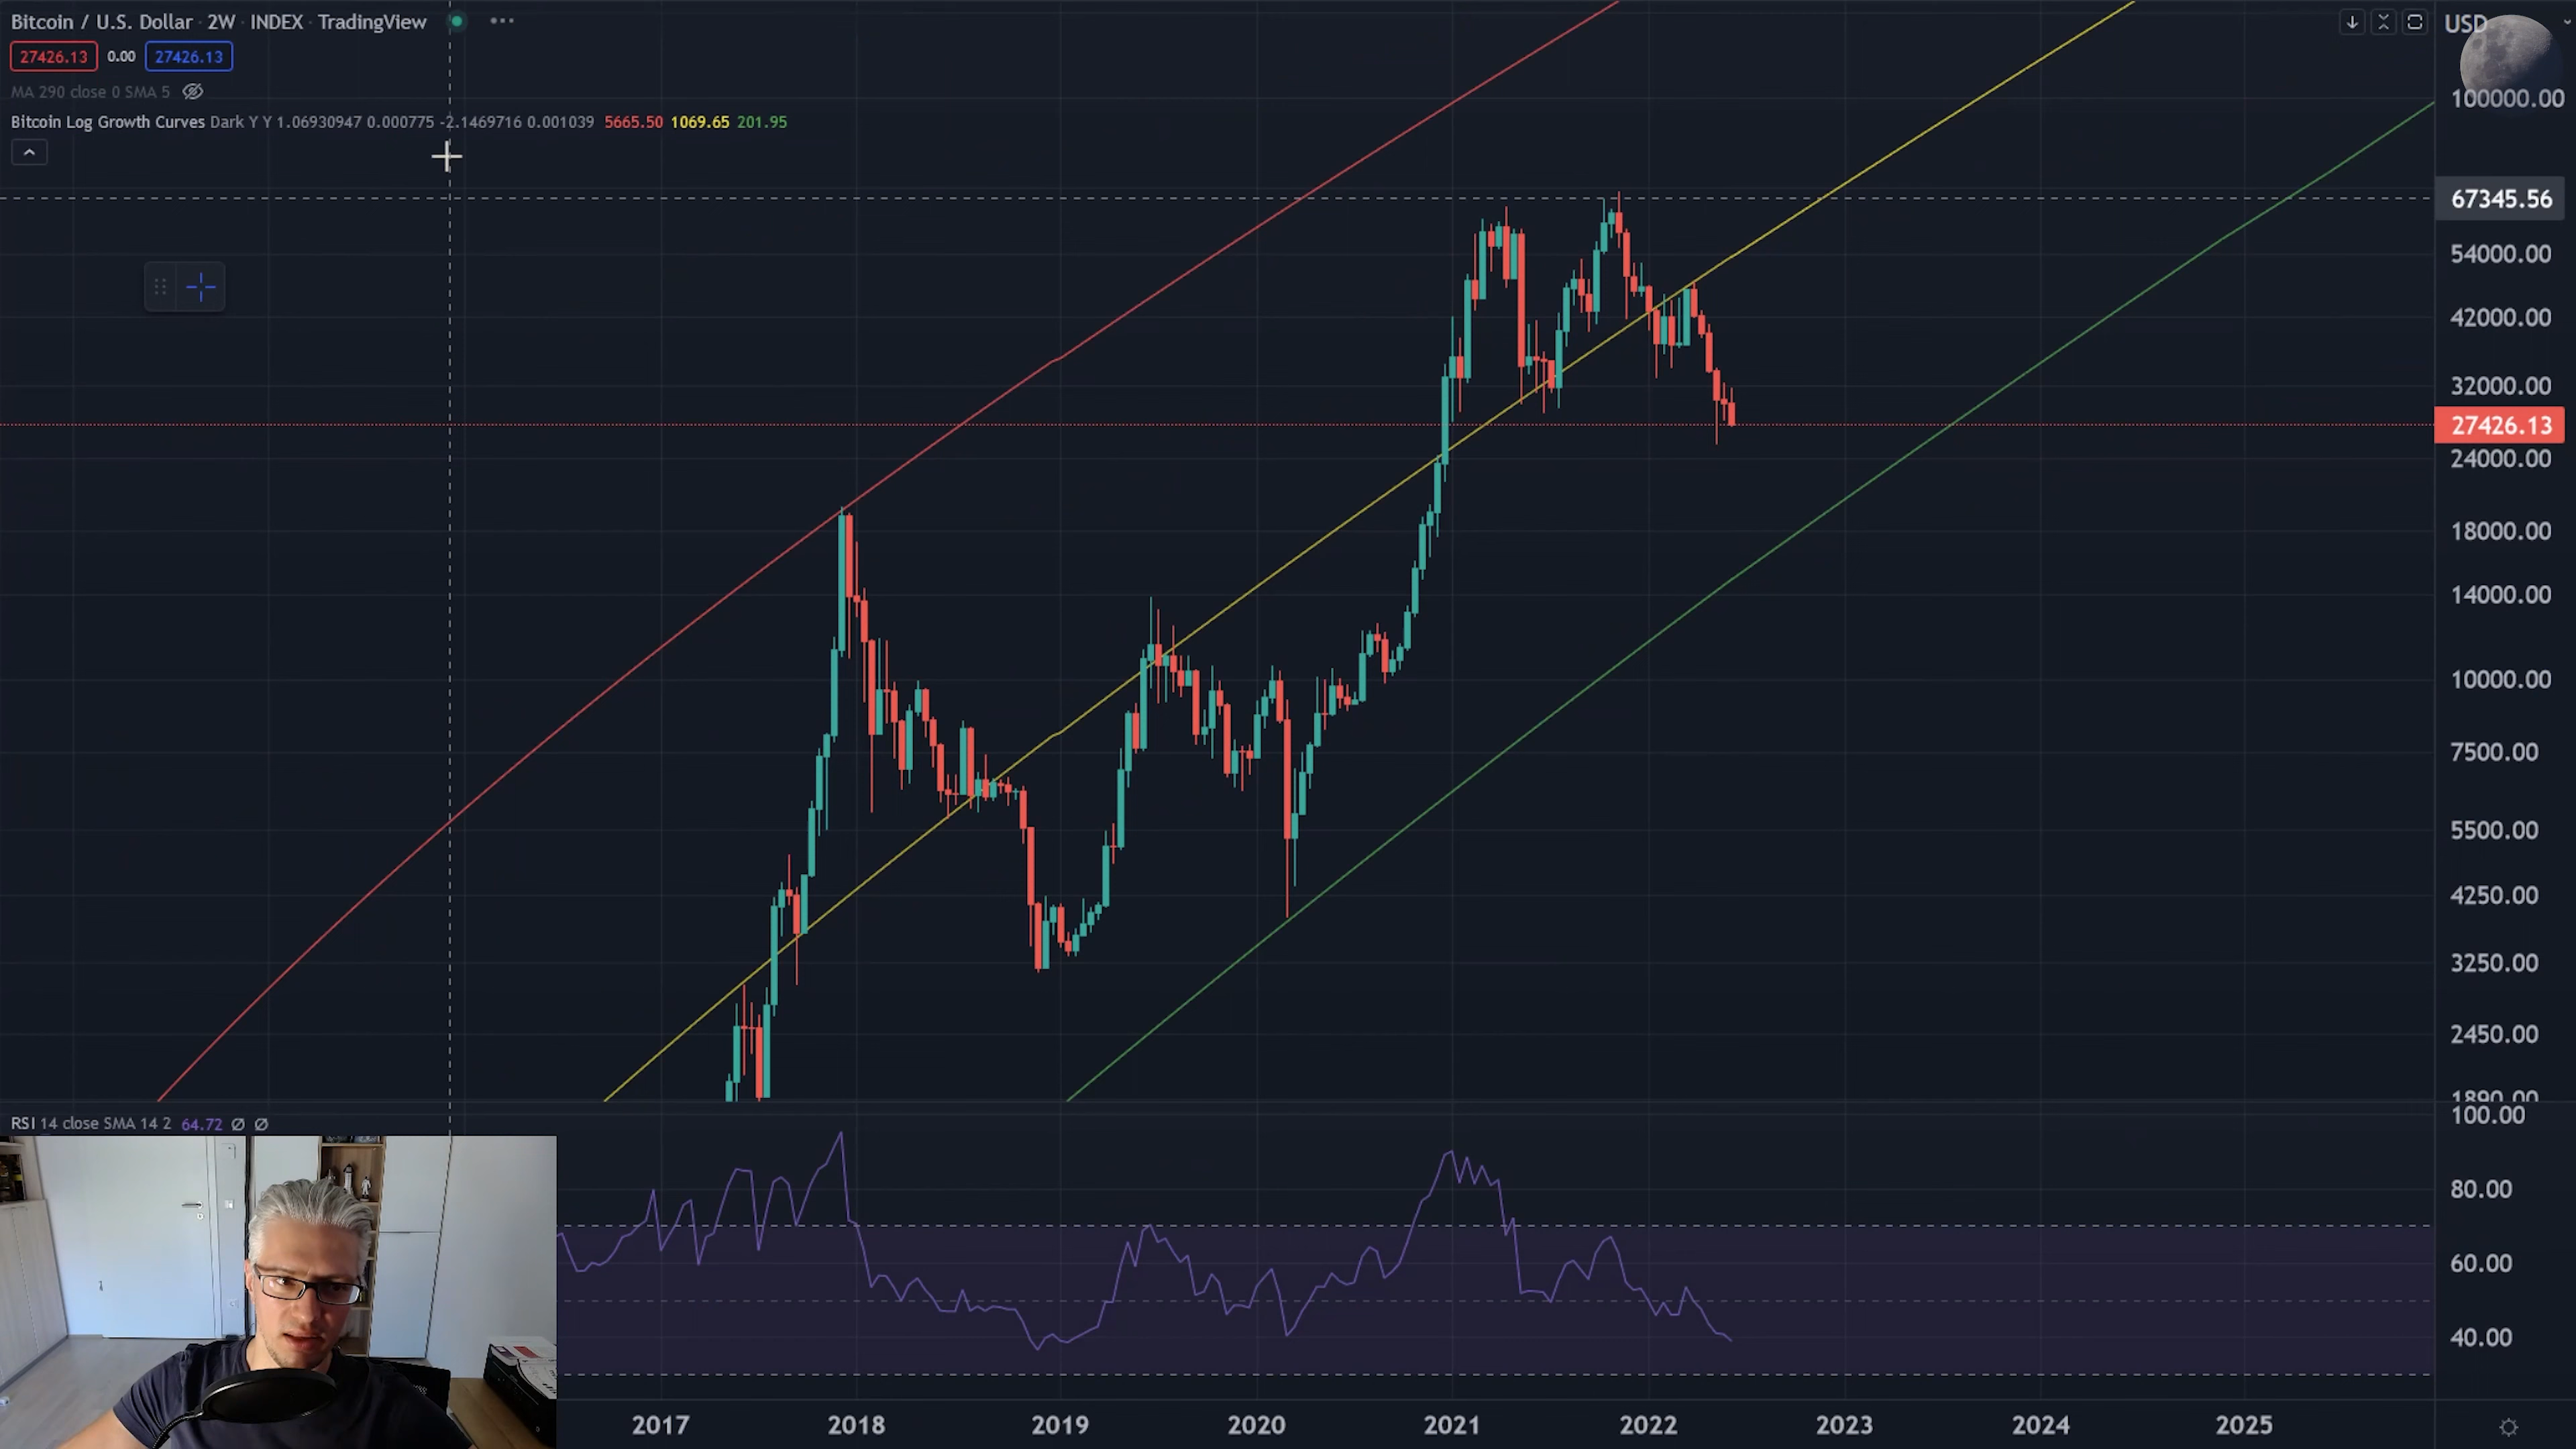 Bitcoin / U.S. Dollar · 2W · INDEX · TradingView
USD
27426.13 0.00 27426.13
MA 290 close 0 SMA 5
Bitcoin Log Growth Curves Dark Y Y 1.06930947 0.000775 -2.1469716 0.001039 5665.50 1069.65 201.95
100000.00
67345.56
54000.00
42000.00
32000.00
27426.13
24000.00
18000.00
14000.00
10000.00
7500.00
5500.00
4250.00
3250.00
2450.00
1890.00
RSI 14 close SMA 14 2 64.72 Ø Ø
100.00
80.00
60.00
40.00
2017 2018 2019 2020 2021 2022 2023 2024 2025